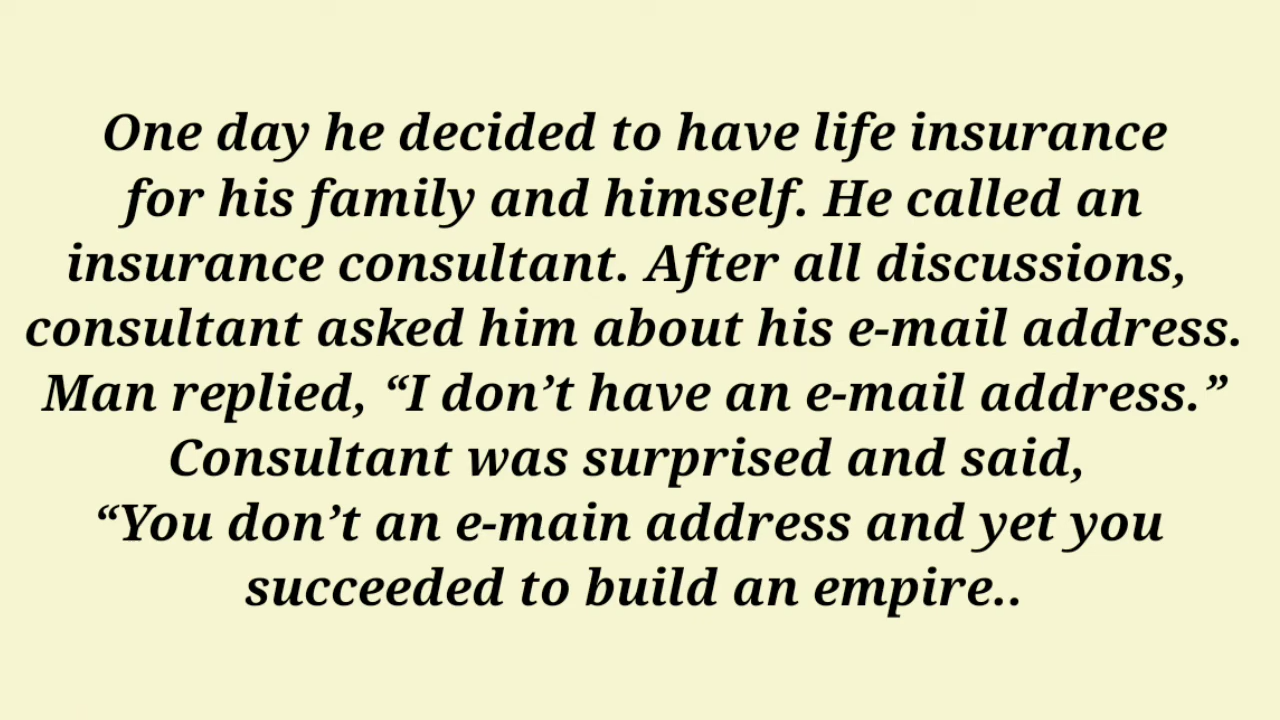 One day he decided to have life insurance
for his family and himself. He called an
insurance consultant. After all discussions,
consultant asked him about his e-mail address.
Man replied, “I don’t have an e-mail address.”
Consultant was surprised and said,
“You don’t an e-main address and yet you
succeeded to build an empire..